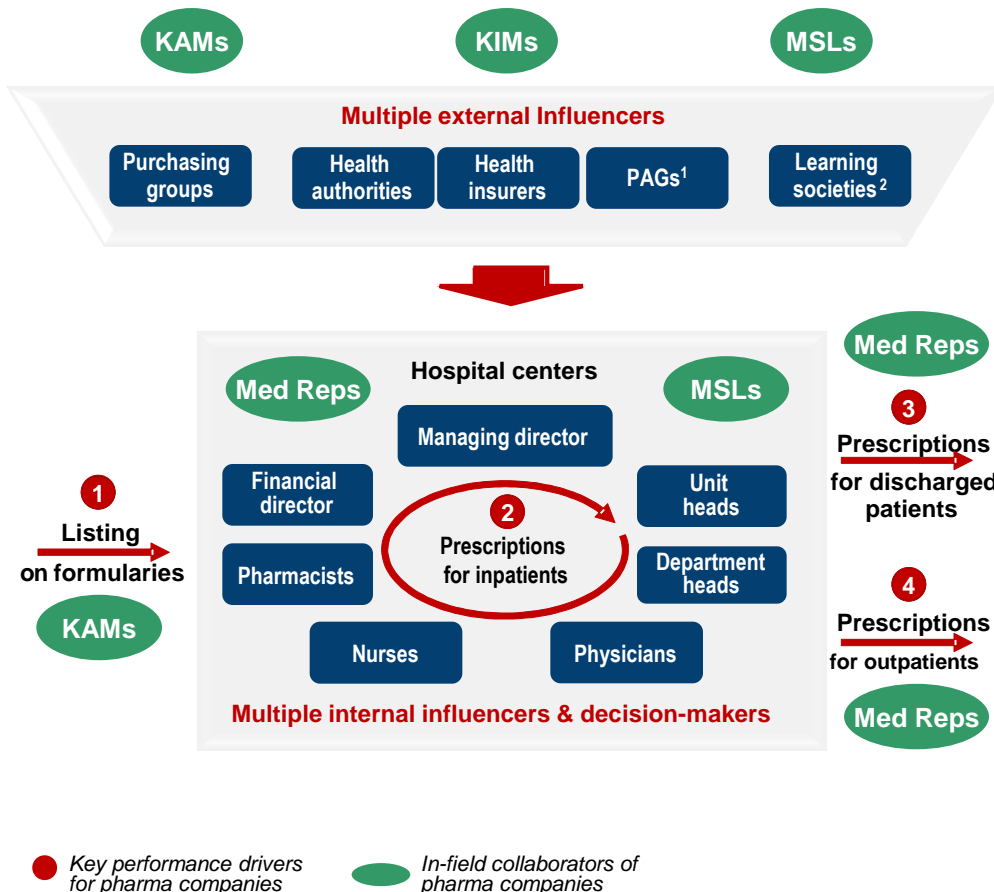 KAMs
KIMs
MSLs
Multiple external Influencers
Purchasing
groups
Health
authorities
Health
insurers
PAGs¹
Learning
societies ²
Med Reps
Hospital centers
MSLs
Managing director
Financial
director
Pharmacists
Nurses
Physicians
Unit
heads
Department
heads
2
Prescriptions
for inpatients
Multiple internal influencers & decision-makers
1
Listing
on formularies
KAMs
Med Reps
3
Prescriptions
for discharged
patients
4
Prescriptions
for outpatients
Med Reps
Key performance drivers
for pharma companies
In-field collaborators of
pharma companies